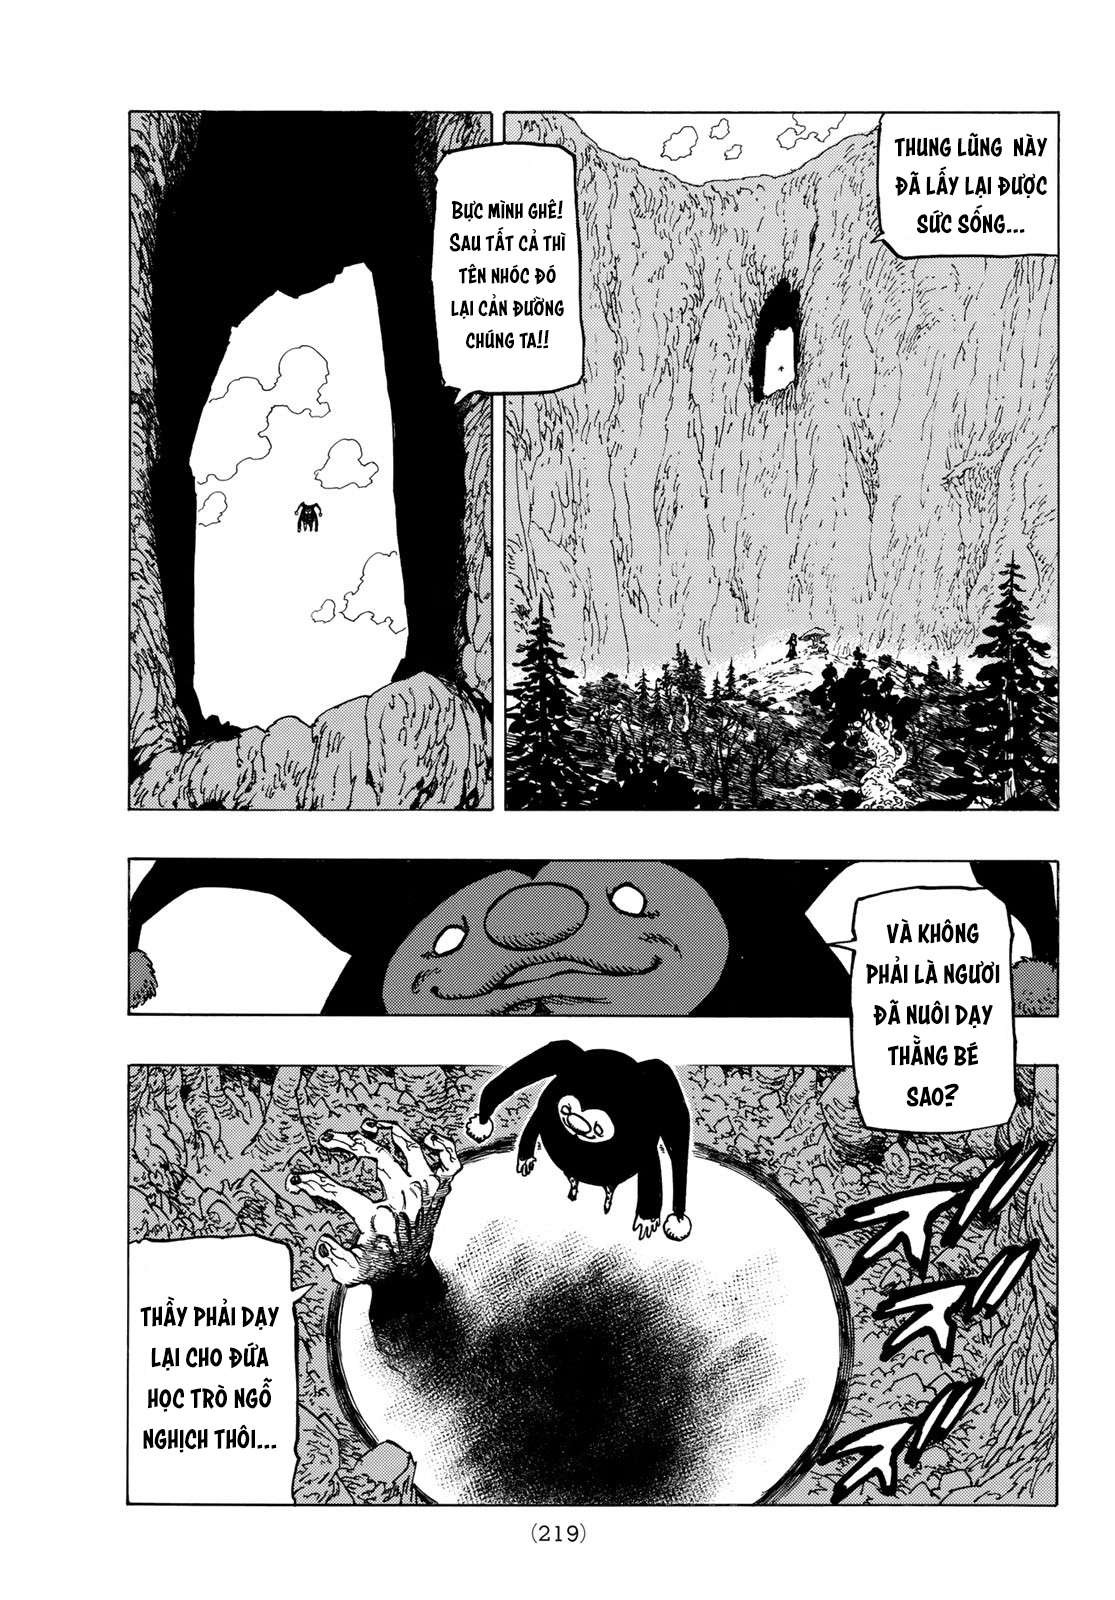 THUNG LŨNG NÀY
ĐÃ LẤY LẠI ĐƯỢC
SỨC SỐNG...
BỰC MÌNH GHÊ!
SAU TẤT CẢ THÌ
TÊN NHÓC ĐÓ
LẠI CẢN ĐƯỜNG
CHÚNG TA!!
VÀ KHÔNG
PHẢI LÀ NGƯƠI
ĐÃ NUÔI DẠY
THẰNG BÉ
SAO?
THẦY PHẢI DẠY
LẠI CHO ĐỨA
HỌC TRÒ NGỖ
NGHỊCH THÔI...
(219)